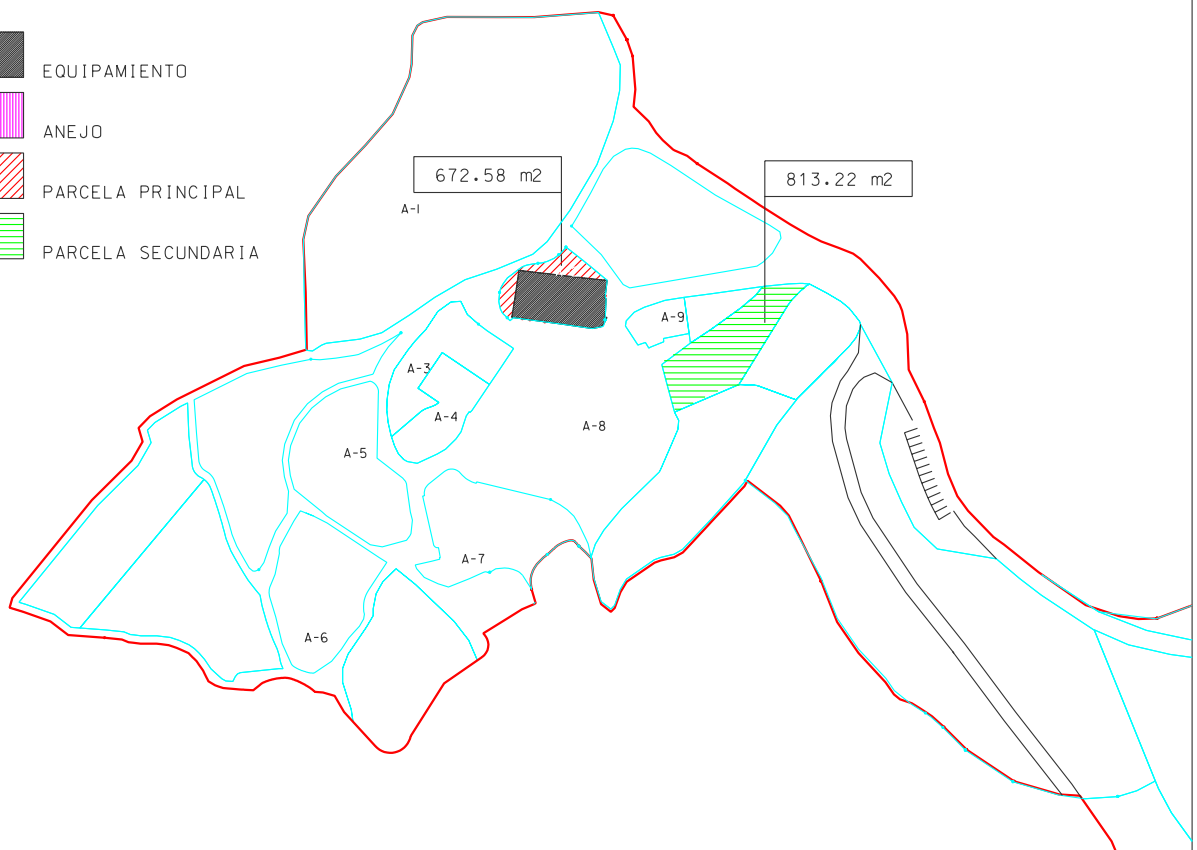 EQUIPAMIENTO
ANEJO
PARCELA PRINCIPAL
PARCELA SECUNDARIA
672.58 m2
813.22 m2
A-1
A-9
A-3
A-4
A-8
A-5
A-7
A-6